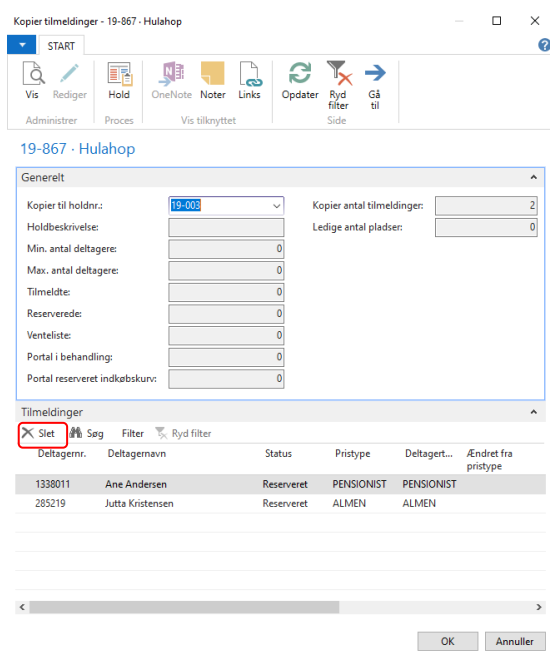 Kopier tilmeldinger - 19-867 · Hulahop
START
Vis Rediger Hold OneNote Noter Links Opdater Ryd filter Gå til
Administrer Proces Vis tilknyttet Side
19-867 · Hulahop
Generelt
Kopier til holdnr.: 19-003 Kopier antal tilmeldinger: 2
Holdbeskrivelse: Ledige antal pladser: 0
Min. antal deltagere: 0
Max. antal deltagere: 0
Tilmeldte: 0
Reserverede: 0
Venteliste: 0
Portal i behandling: 0
Portal reserveret indkøbskurv: 0
Tilmeldinger
Slet Søg Filter Ryd filter
Deltagernr. Deltagernavn Status Pristype Deltagert... Ændret fra pristype
1338011 Ane Andersen Reserveret PENSIONIST PENSIONIST
285219 Jutta Kristensen Reserveret ALMEN ALMEN
OK Annuller